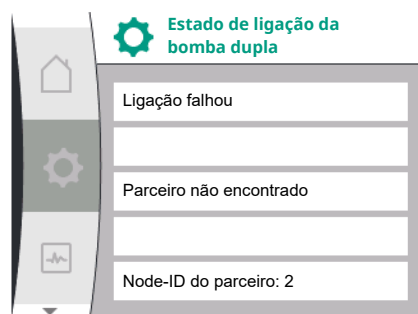 Estado de ligação da
bomba dupla
Ligação falhou
Parceiro não encontrado
Node-ID do parceiro: 2